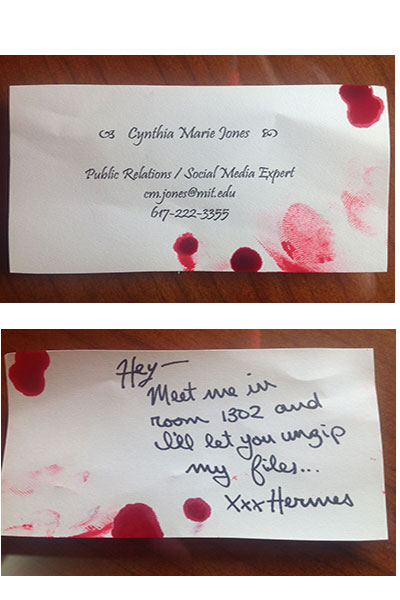 Cynthia Marie Jones
Public Relations / Social Media Expert
cm.jones@mit.edu
617-222-3355
Hey—
Meet me in
room 1302 and
I'll let you unzip
my files...
xxx Hermes